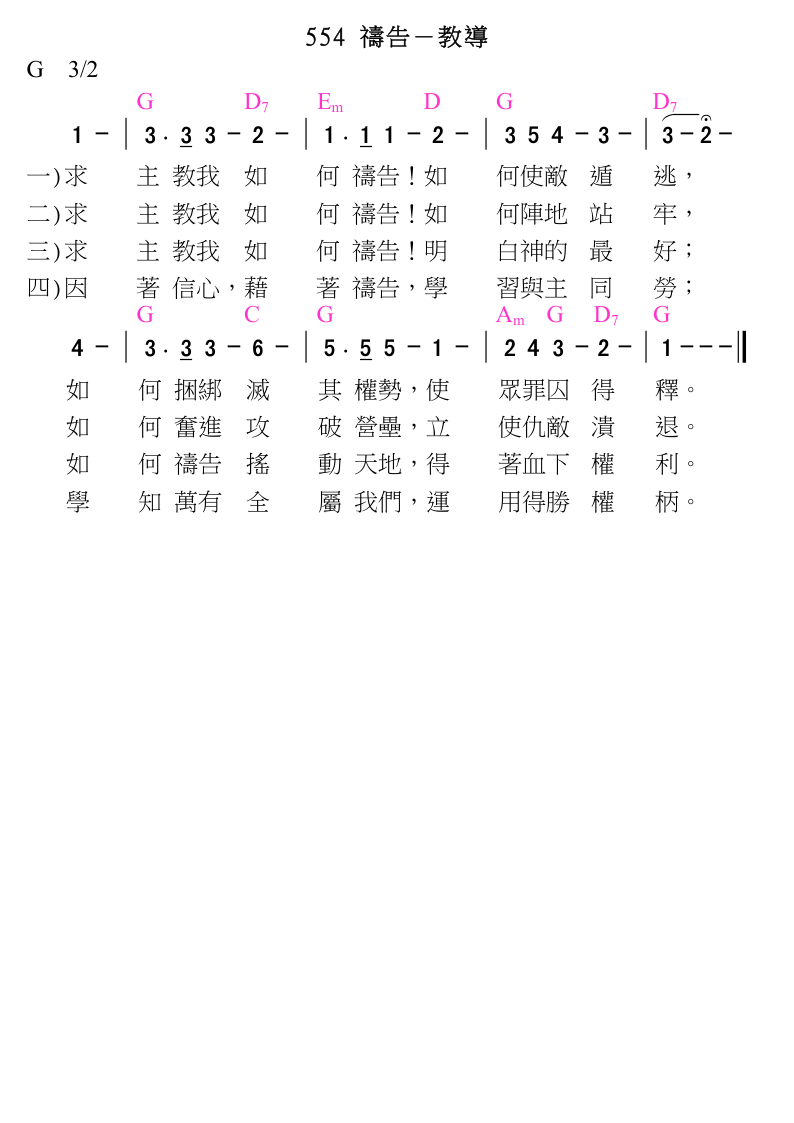 554 禱告－教導
G 3/2
G D7 Em D G D7
1 － | 3 . 3 3 － 2 － | 1 . 1 1 － 2 － | 3 5 4 － 3 － | 3 － 2 －
一)求 主 教我 如 何 禱告！如 何使敵 遁 逃，
二)求 主 教我 如 何 禱告！如 何陣地 站 牢，
三)求 主 教我 如 何 禱告！明 白神的 最 好；
四)因 著 信心，藉 著 禱告，學 習與主 同 勞；
G C G Am G D7 G
4 － | 3 . 3 3 － 6 － | 5 . 5 5 － 1 － | 2 4 3 － 2 － | 1 － － － ‖
如 何 捆綁 滅 其 權勢，使 眾罪囚 得 釋。
如 何 奮進 攻 破 營壘，立 使仇敵 潰 退。
如 何 禱告 搖 動 天地，得 著血下 權 利。
學 知 萬有 全 屬 我們，運 用得勝 權 柄。